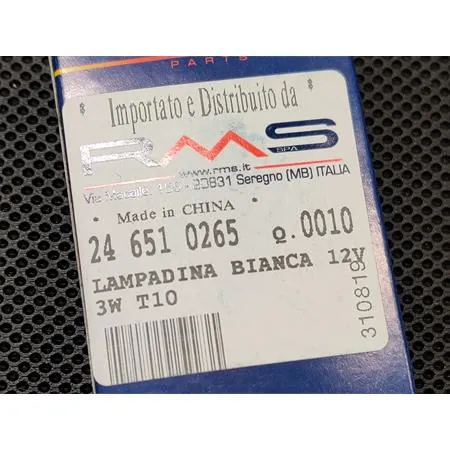 PARTS
* Importato e Distribuito da *
RMS
SPA
www.rms.it
20831 Seregno (MB) ITALIA
• Made in CHINA •
24 651 0265 Q.0010
LAMPADINA BIANCA 12V
3W T10
310819